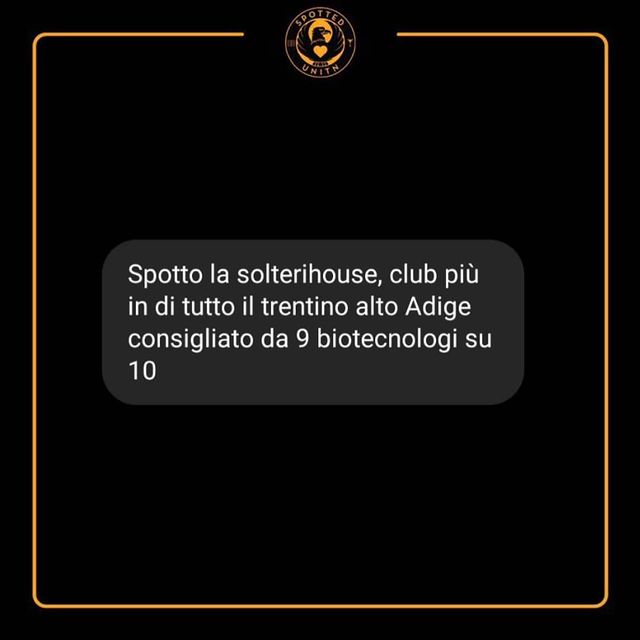 SPOTTED
UNITN
Spotto la solterihouse, club più
in di tutto il trentino alto Adige
consigliato da 9 biotecnologi su
10